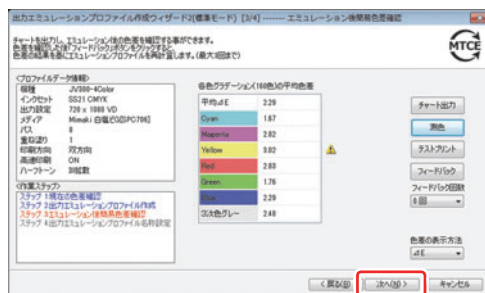 出力エミュレーションプロファイル作成ウィザード2(標準モード) [3/4] ------- エミュレーション後簡易色差確認
チャートを出力し、エミュレーション後の色差を確認する事ができます。
色差を確認した後「フィードバック」ボタンをクリックすると、
色差の結果を基にエミュレーションプロファイルを再計算します。(最大3回まで)
MTCE
<プロファイルデータ情報>
機種 JV300-4Color
インクセット SS21 CMYK
出力設定 720 x 1080 VD
メディア Mimaki 白塩ビG[SPC706]
パス 8
重ね塗り 1
印刷方向 双方向
高速印刷 ON
ハーフトーン 誤拡散
<作業ステップ>
ステップ 1:現在の色差確認
ステップ 2:出力エミュレーションプロファイル作成
ステップ 3:エミュレーション後簡易色差確認
ステップ 4:出力エミュレーションプロファイル名称設定
各色グラデーション(160色)の平均色差
平均⊿E 2.29
Cyan 1.87
Magenta 2.02
Yellow 3.02
Red 2.83
Green 1.76
Blue 2.29
3次色グレー 2.48
チャート出力
測色
テストプリント
フィードバック
フィードバック回数
0 回
色差の表示方法
⊿E
< 戻る(B)
次へ(N) >
キャンセル